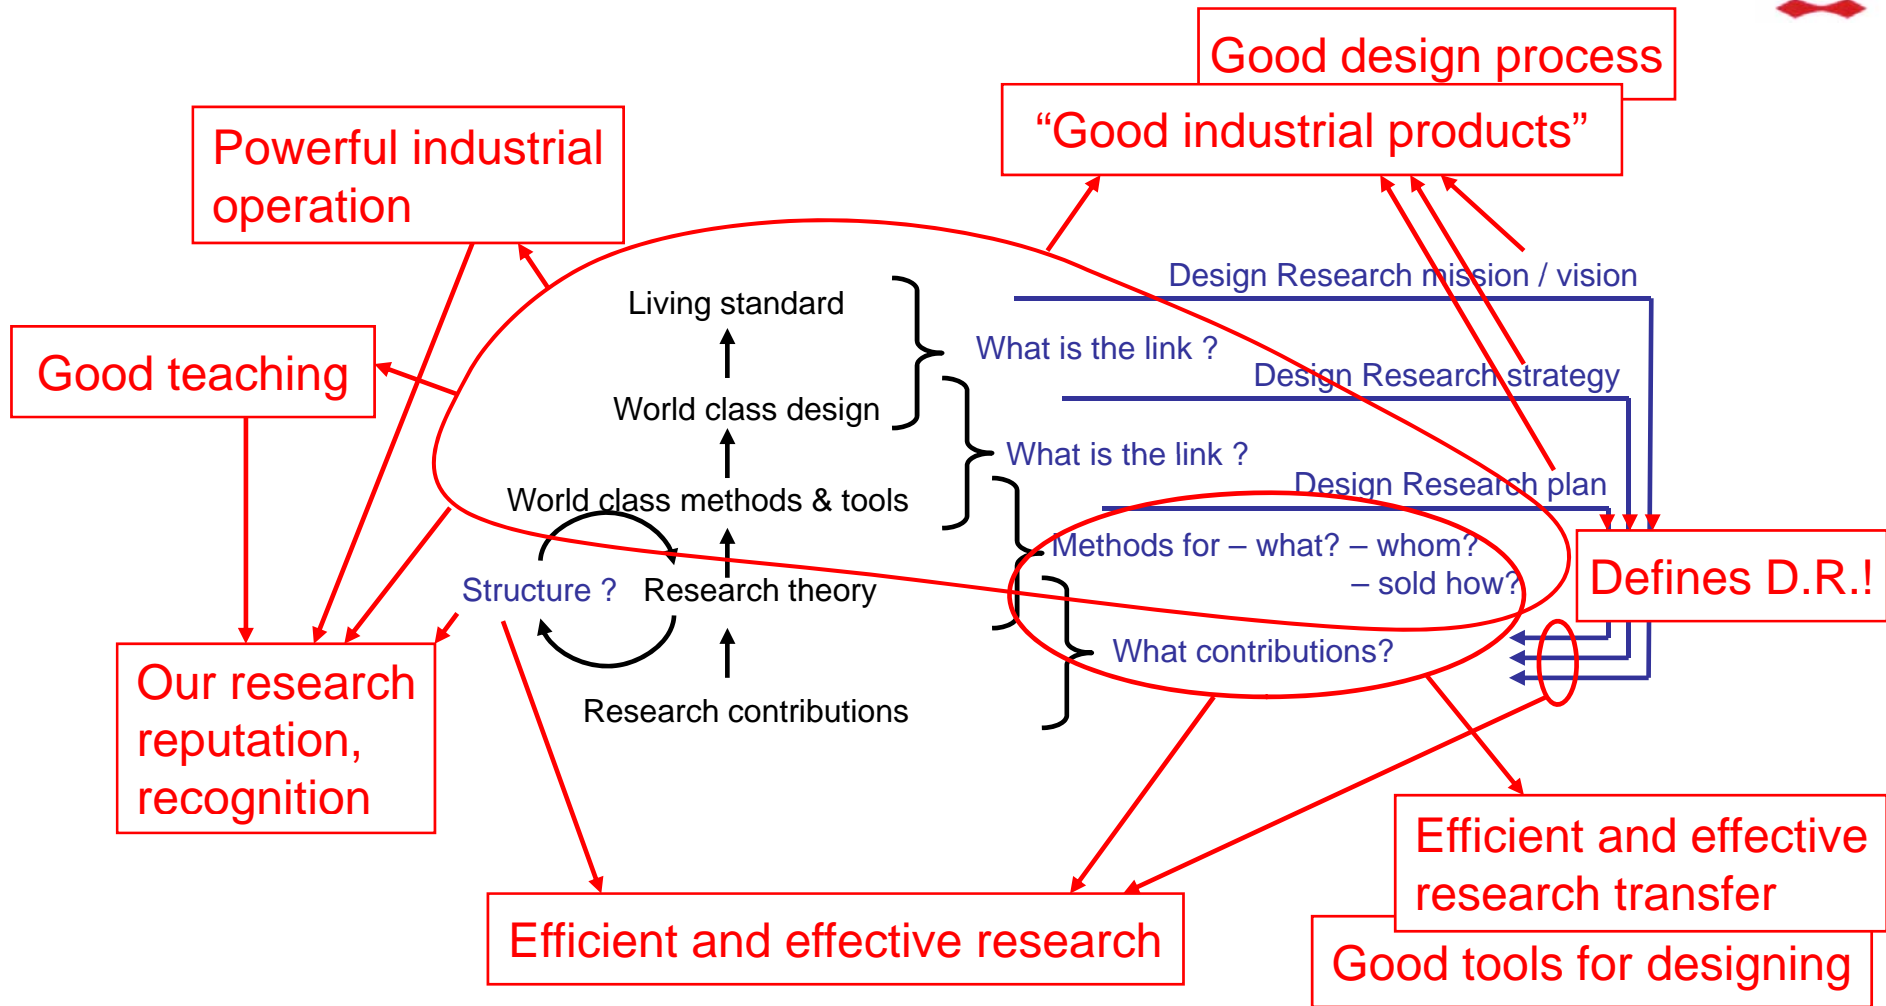 Good design process
“Good industrial products”
Powerful industrial
operation
Design Research mission / vision
Living standard
What is the link ?
Good teaching
Design Research strategy
World class design
What is the link ?
Design Research plan
World class methods & tools
Methods for – what? – whom?
– sold how?
Defines D.R.!
Structure ?
Research theory
What contributions?
Our research
reputation,
recognition
Research contributions
Efficient and effective
research transfer
Efficient and effective research
Good tools for designing